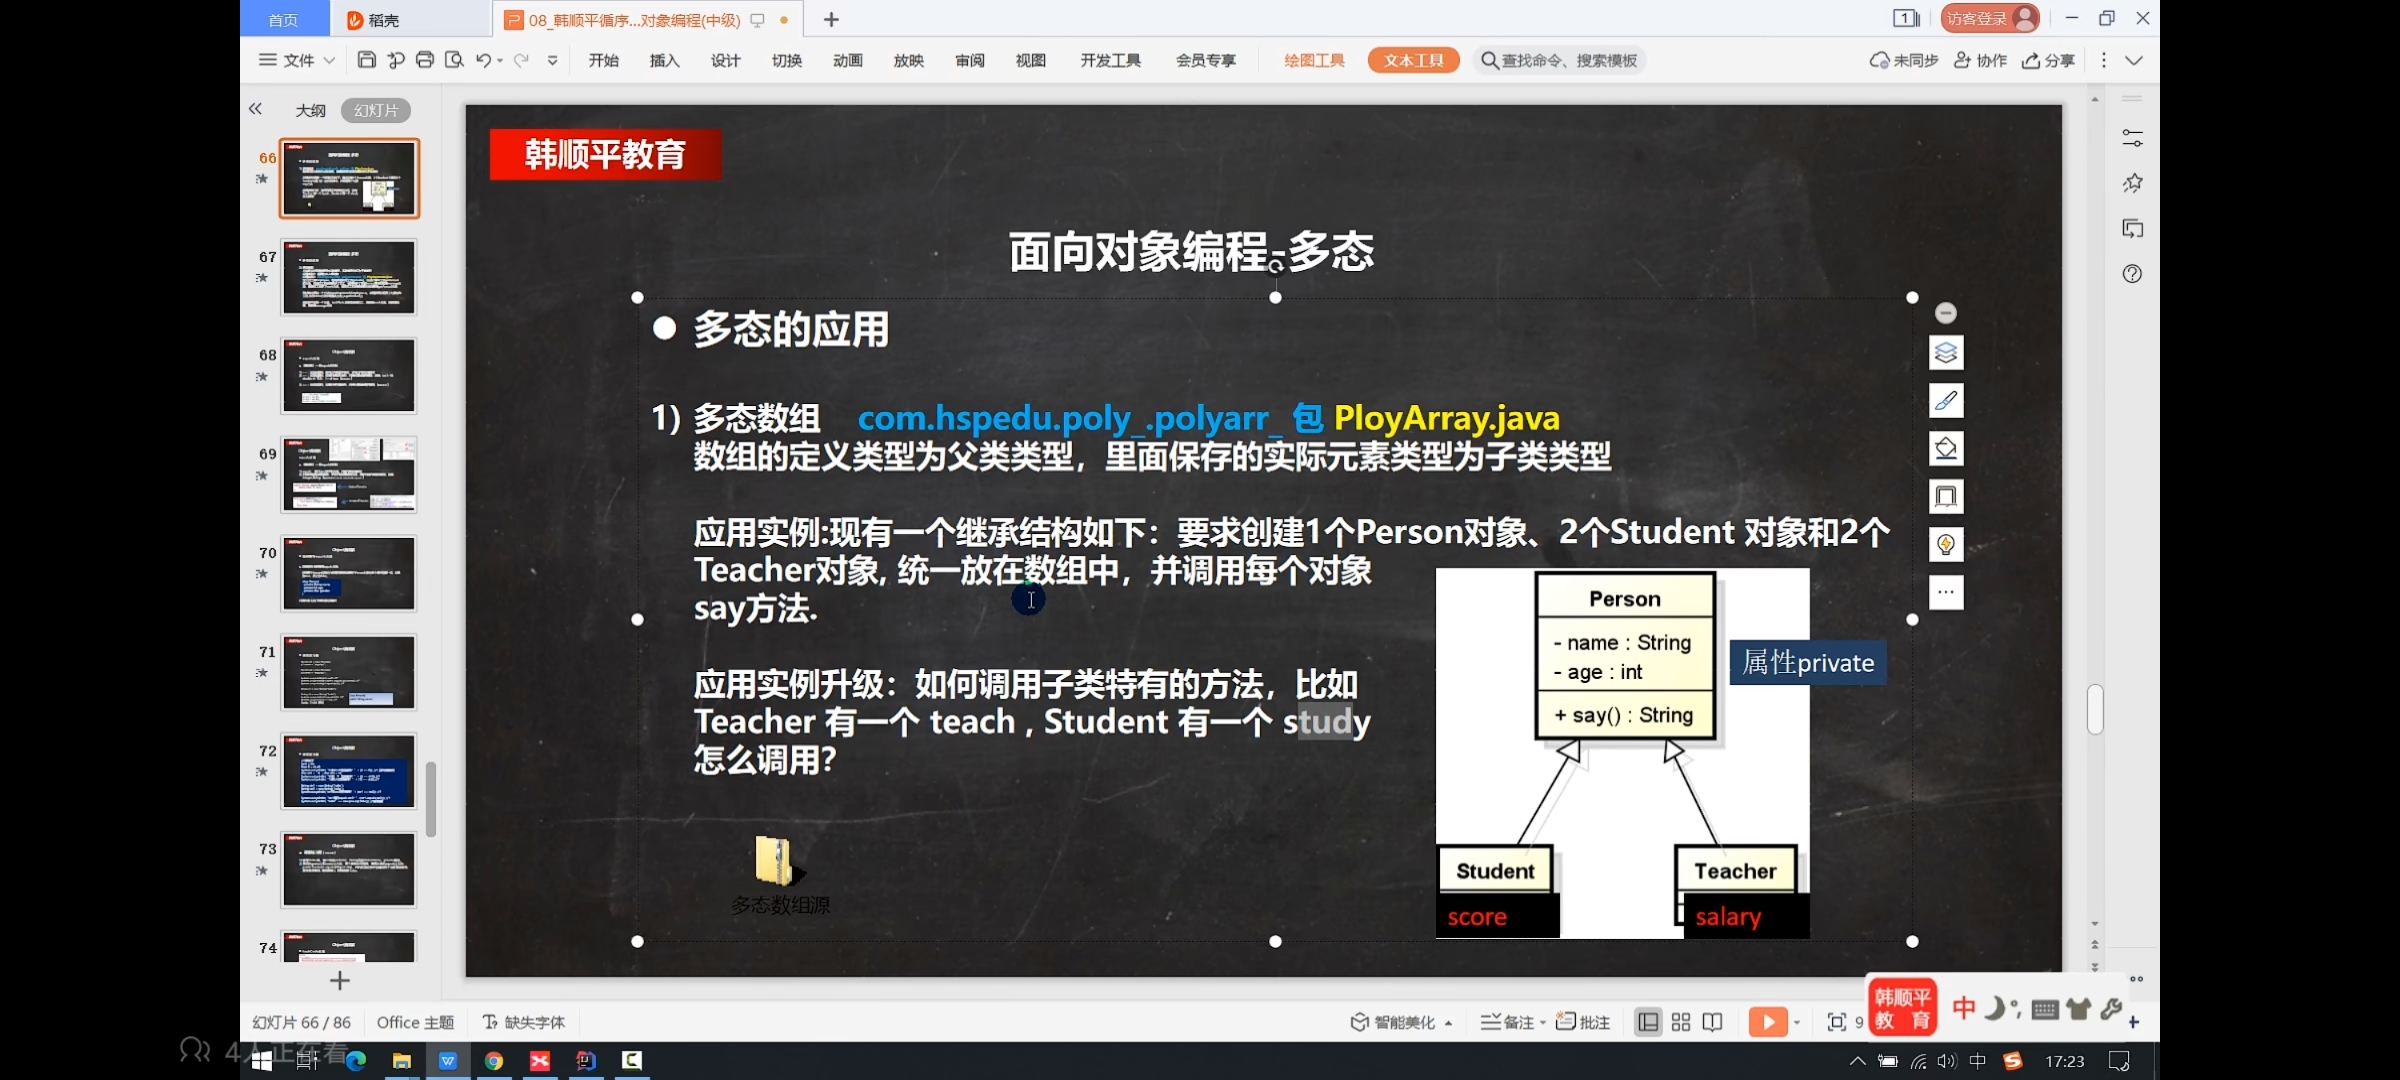 首页
稻壳
08_韩顺平循序...对象编程(中级)
1
访客登录
文件
开始
插入
设计
切换
动画
放映
审阅
视图
开发工具
会员专享
绘图工具
文本工具
查找命令、搜索模板
未同步
协作
分享
大纲
幻灯片
66
67
68
69
70
71
72
73
74
韩顺平教育
面向对象编程-多态
多态的应用
1) 多态数组 com.hspedu.poly_.polyarr_ 包 PloyArray.java
数组的定义类型为父类类型，里面保存的实际元素类型为子类类型
应用实例:现有一个继承结构如下：要求创建1个Person对象、2个Student 对象和2个
Teacher对象, 统一放在数组中，并调用每个对象
say方法.
应用实例升级：如何调用子类特有的方法，比如
Teacher 有一个 teach , Student 有一个 study
怎么调用？
Person
- name : String
- age : int
+ say() : String
属性private
Student
Teacher
score
salary
多态数组源
幻灯片 66 / 86
Office 主题
缺失字体
智能美化
备注
批注
9
韩顺平
教育
中
4人正在看
中
17:23